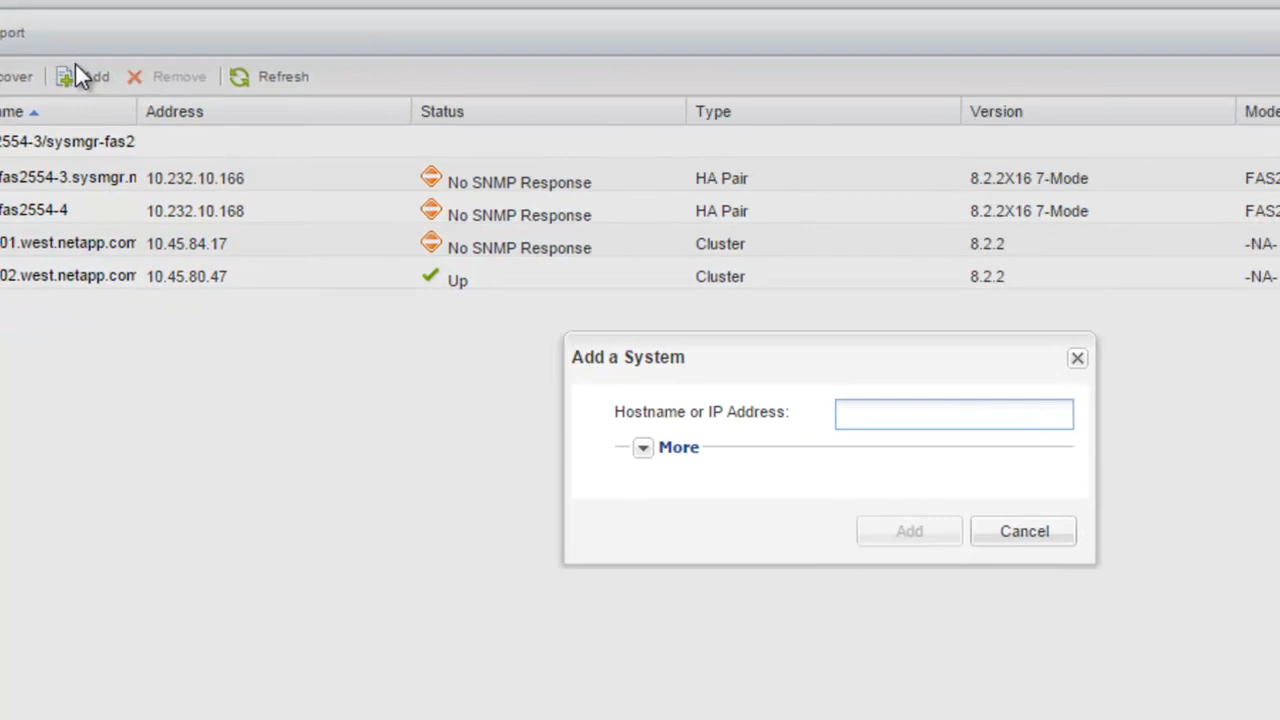 port
cover Add Remove Refresh
ame Address Status Type Version Mode
2554-3/sysmgr-fas2
fas2554-3.sysmgr.n 10.232.10.166 No SNMP Response HA Pair 8.2.2X16 7-Mode FAS2
fas2554-4 10.232.10.168 No SNMP Response HA Pair 8.2.2X16 7-Mode FAS2
01.west.netapp.com 10.45.84.17 No SNMP Response Cluster 8.2.2 -NA-
02.west.netapp.com 10.45.80.47 Up Cluster 8.2.2 -NA-
Add a System
Hostname or IP Address:
More
Add Cancel